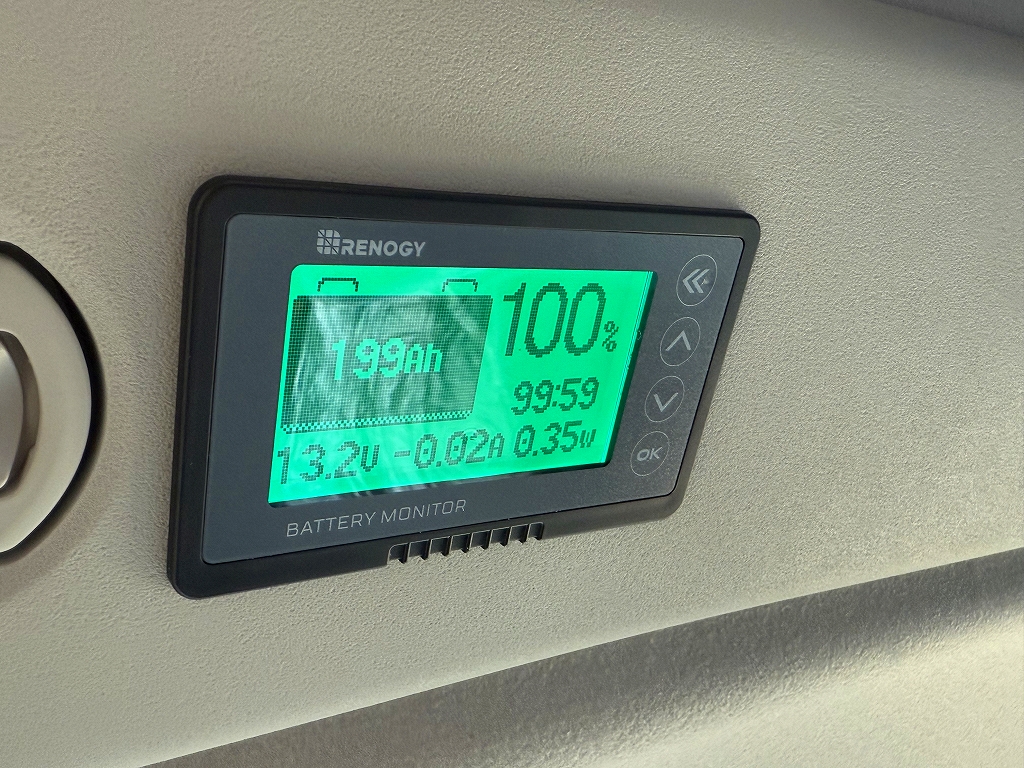 RENOGY
100%
199Ah
99:59
13.2V -0.02A 0.35W
OK
BATTERY MONITOR